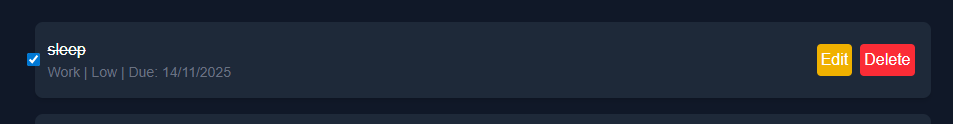 sleep
Work | Low | Due: 14/11/2025
Edit
Delete